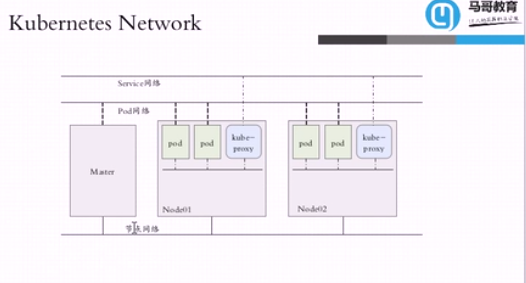 Kubernetes Network
马哥教育
Service网络
Pod网络
Master
pod
pod
kube-
proxy
Node01
pod
pod
kube-
proxy
Node02
节点网络